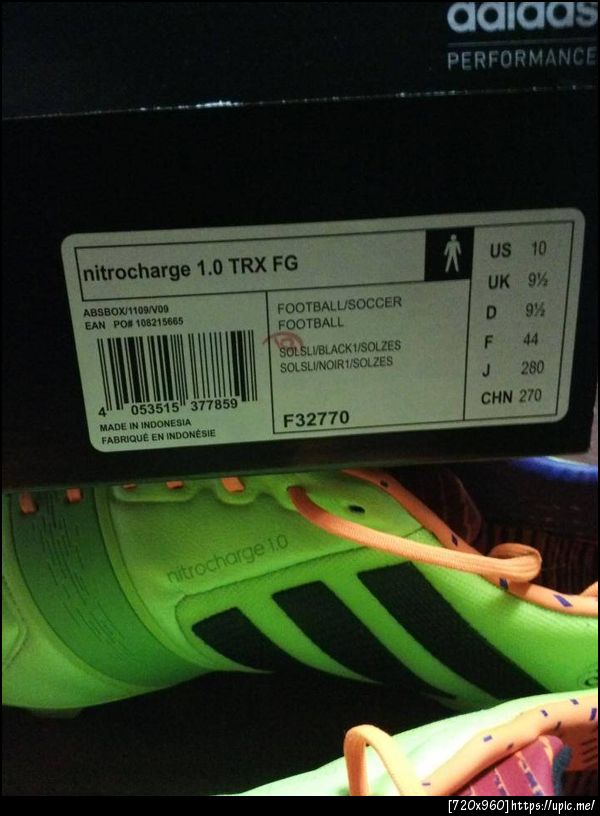 adidas
PERFORMANCE
nitrocharge 1.0 TRX FG
ABSBOX/1109/V09
EAN PO# 108215665
4 053515 377859
MADE IN INDONESIA
FABRIQUÉ EN INDONÉSIE
FOOTBALL/SOCCER
FOOTBALL
SOLSLI/BLACK1/SOLZES
SOLSLI/NOIR1/SOLZES
F32770
US 10
UK 9½
D 9½
F 44
J 280
CHN 270
nitrocharge 1.0
[720x960]https://upic.me/